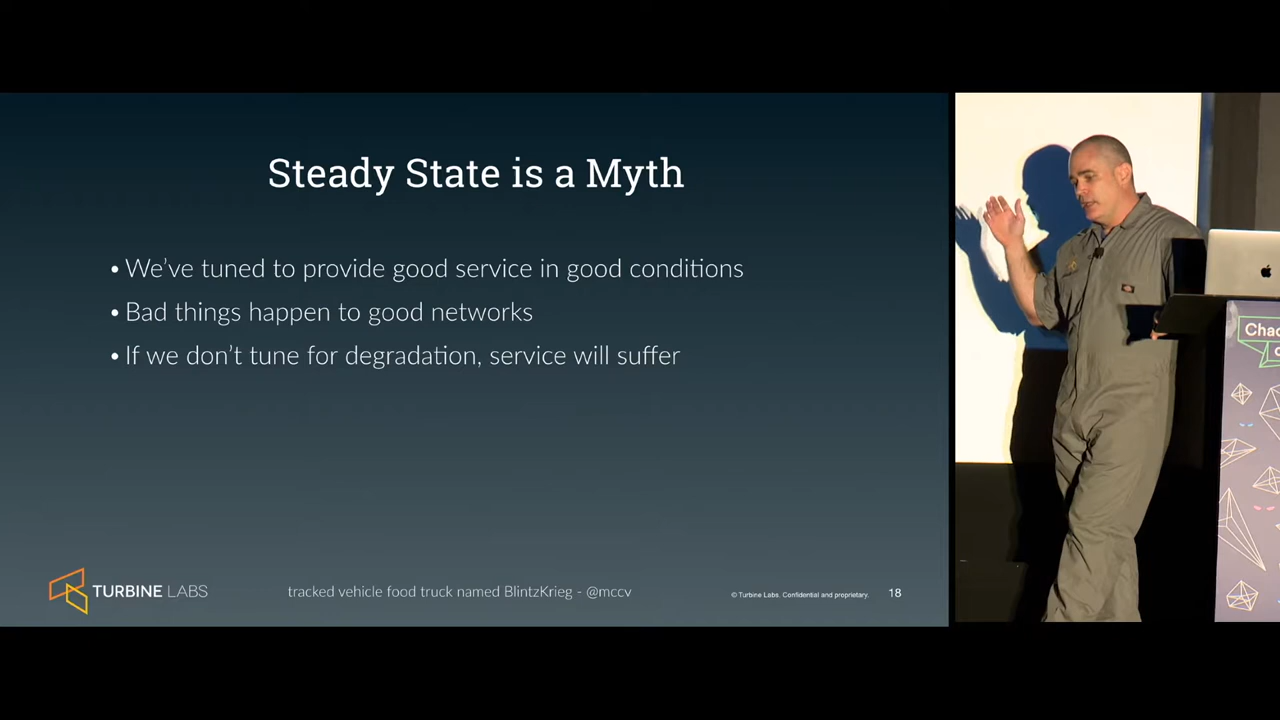 Steady State is a Myth
• We've tuned to provide good service in good conditions
• Bad things happen to good networks
• If we don't tune for degradation, service will suffer
TURBINE LABS
tracked vehicle food truck named BlintzKrieg - @mccv
© Turbine Labs. Confidential and proprietary.
18